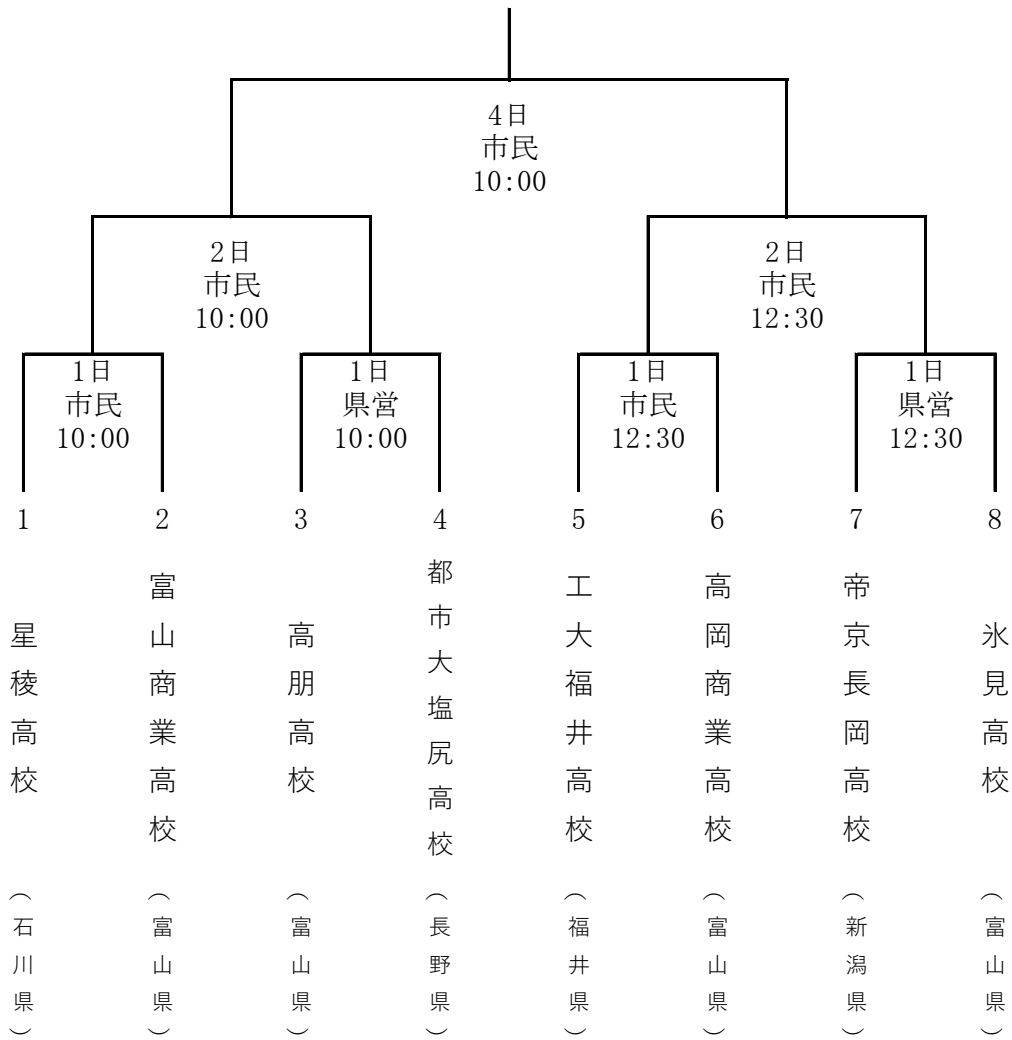 4日
市民
10:00
2日
市民
10:00
2日
市民
12:30
1日
市民
10:00
1日
県営
10:00
1日
市民
12:30
1日
県営
12:30
1
2
3
4
5
6
7
8
星稜高校
富山商業高校
高朋高校
都市大塩尻高校
工大福井高校
高岡商業高校
帝京長岡高校
氷見高校
（石川県）
（富山県）
（富山県）
（長野県）
（福井県）
（富山県）
（新潟県）
（富山県）